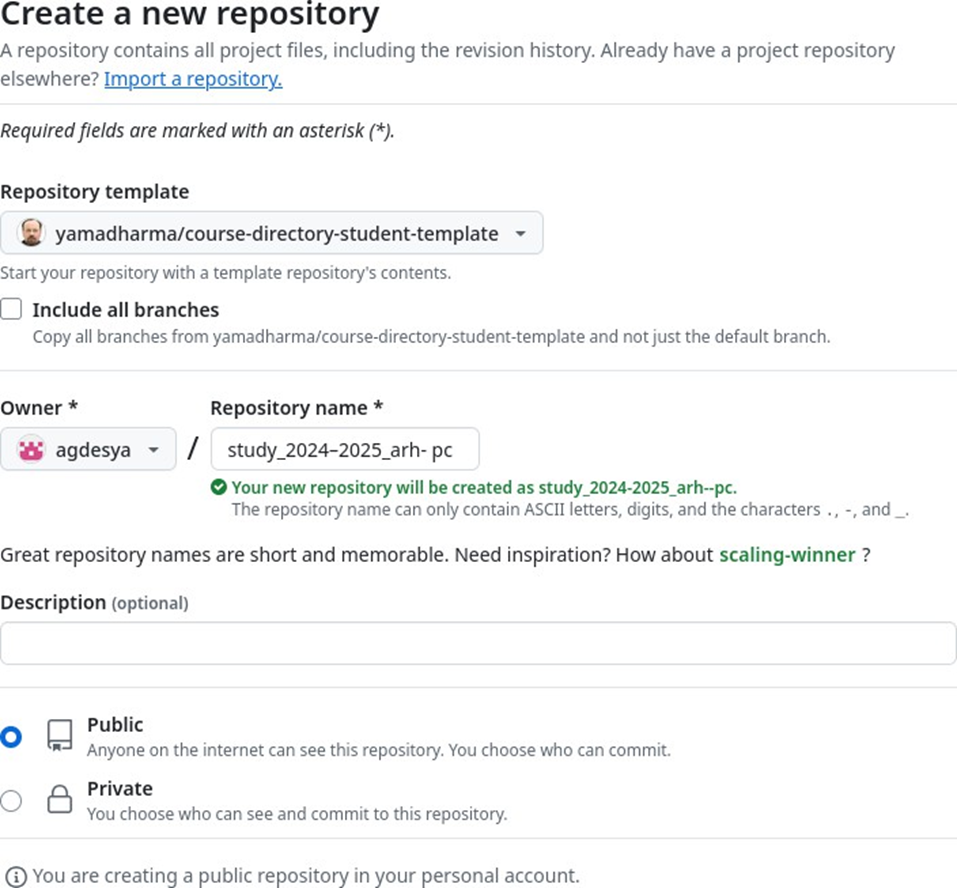 Create a new repository
A repository contains all project files, including the revision history. Already have a project repository
elsewhere? Import a repository.
Required fields are marked with an asterisk (*).
Repository template
yamadharma/course-directory-student-template
Start your repository with a template repository's contents.
Include all branches
Copy all branches from yamadharma/course-directory-student-template and not just the default branch.
Owner * Repository name *
agdesya / study_2024–2025_arh- pc
Your new repository will be created as study_2024-2025_arh--pc.
The repository name can only contain ASCII letters, digits, and the characters ., -, and _.
Great repository names are short and memorable. Need inspiration? How about scaling-winner ?
Description (optional)
Public
Anyone on the internet can see this repository. You choose who can commit.
Private
You choose who can see and commit to this repository.
You are creating a public repository in your personal account.